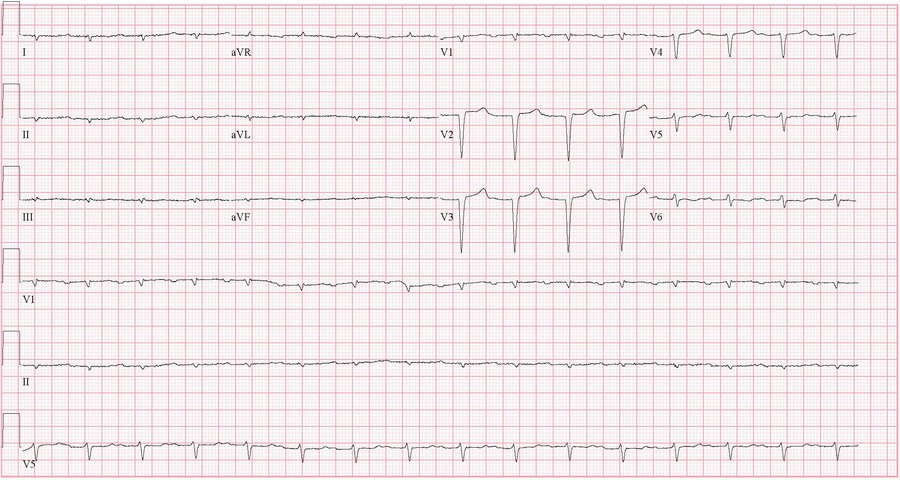 I aVR V1 V4
II aVL V2 V5
III aVF V3 V6
V1
II
V5